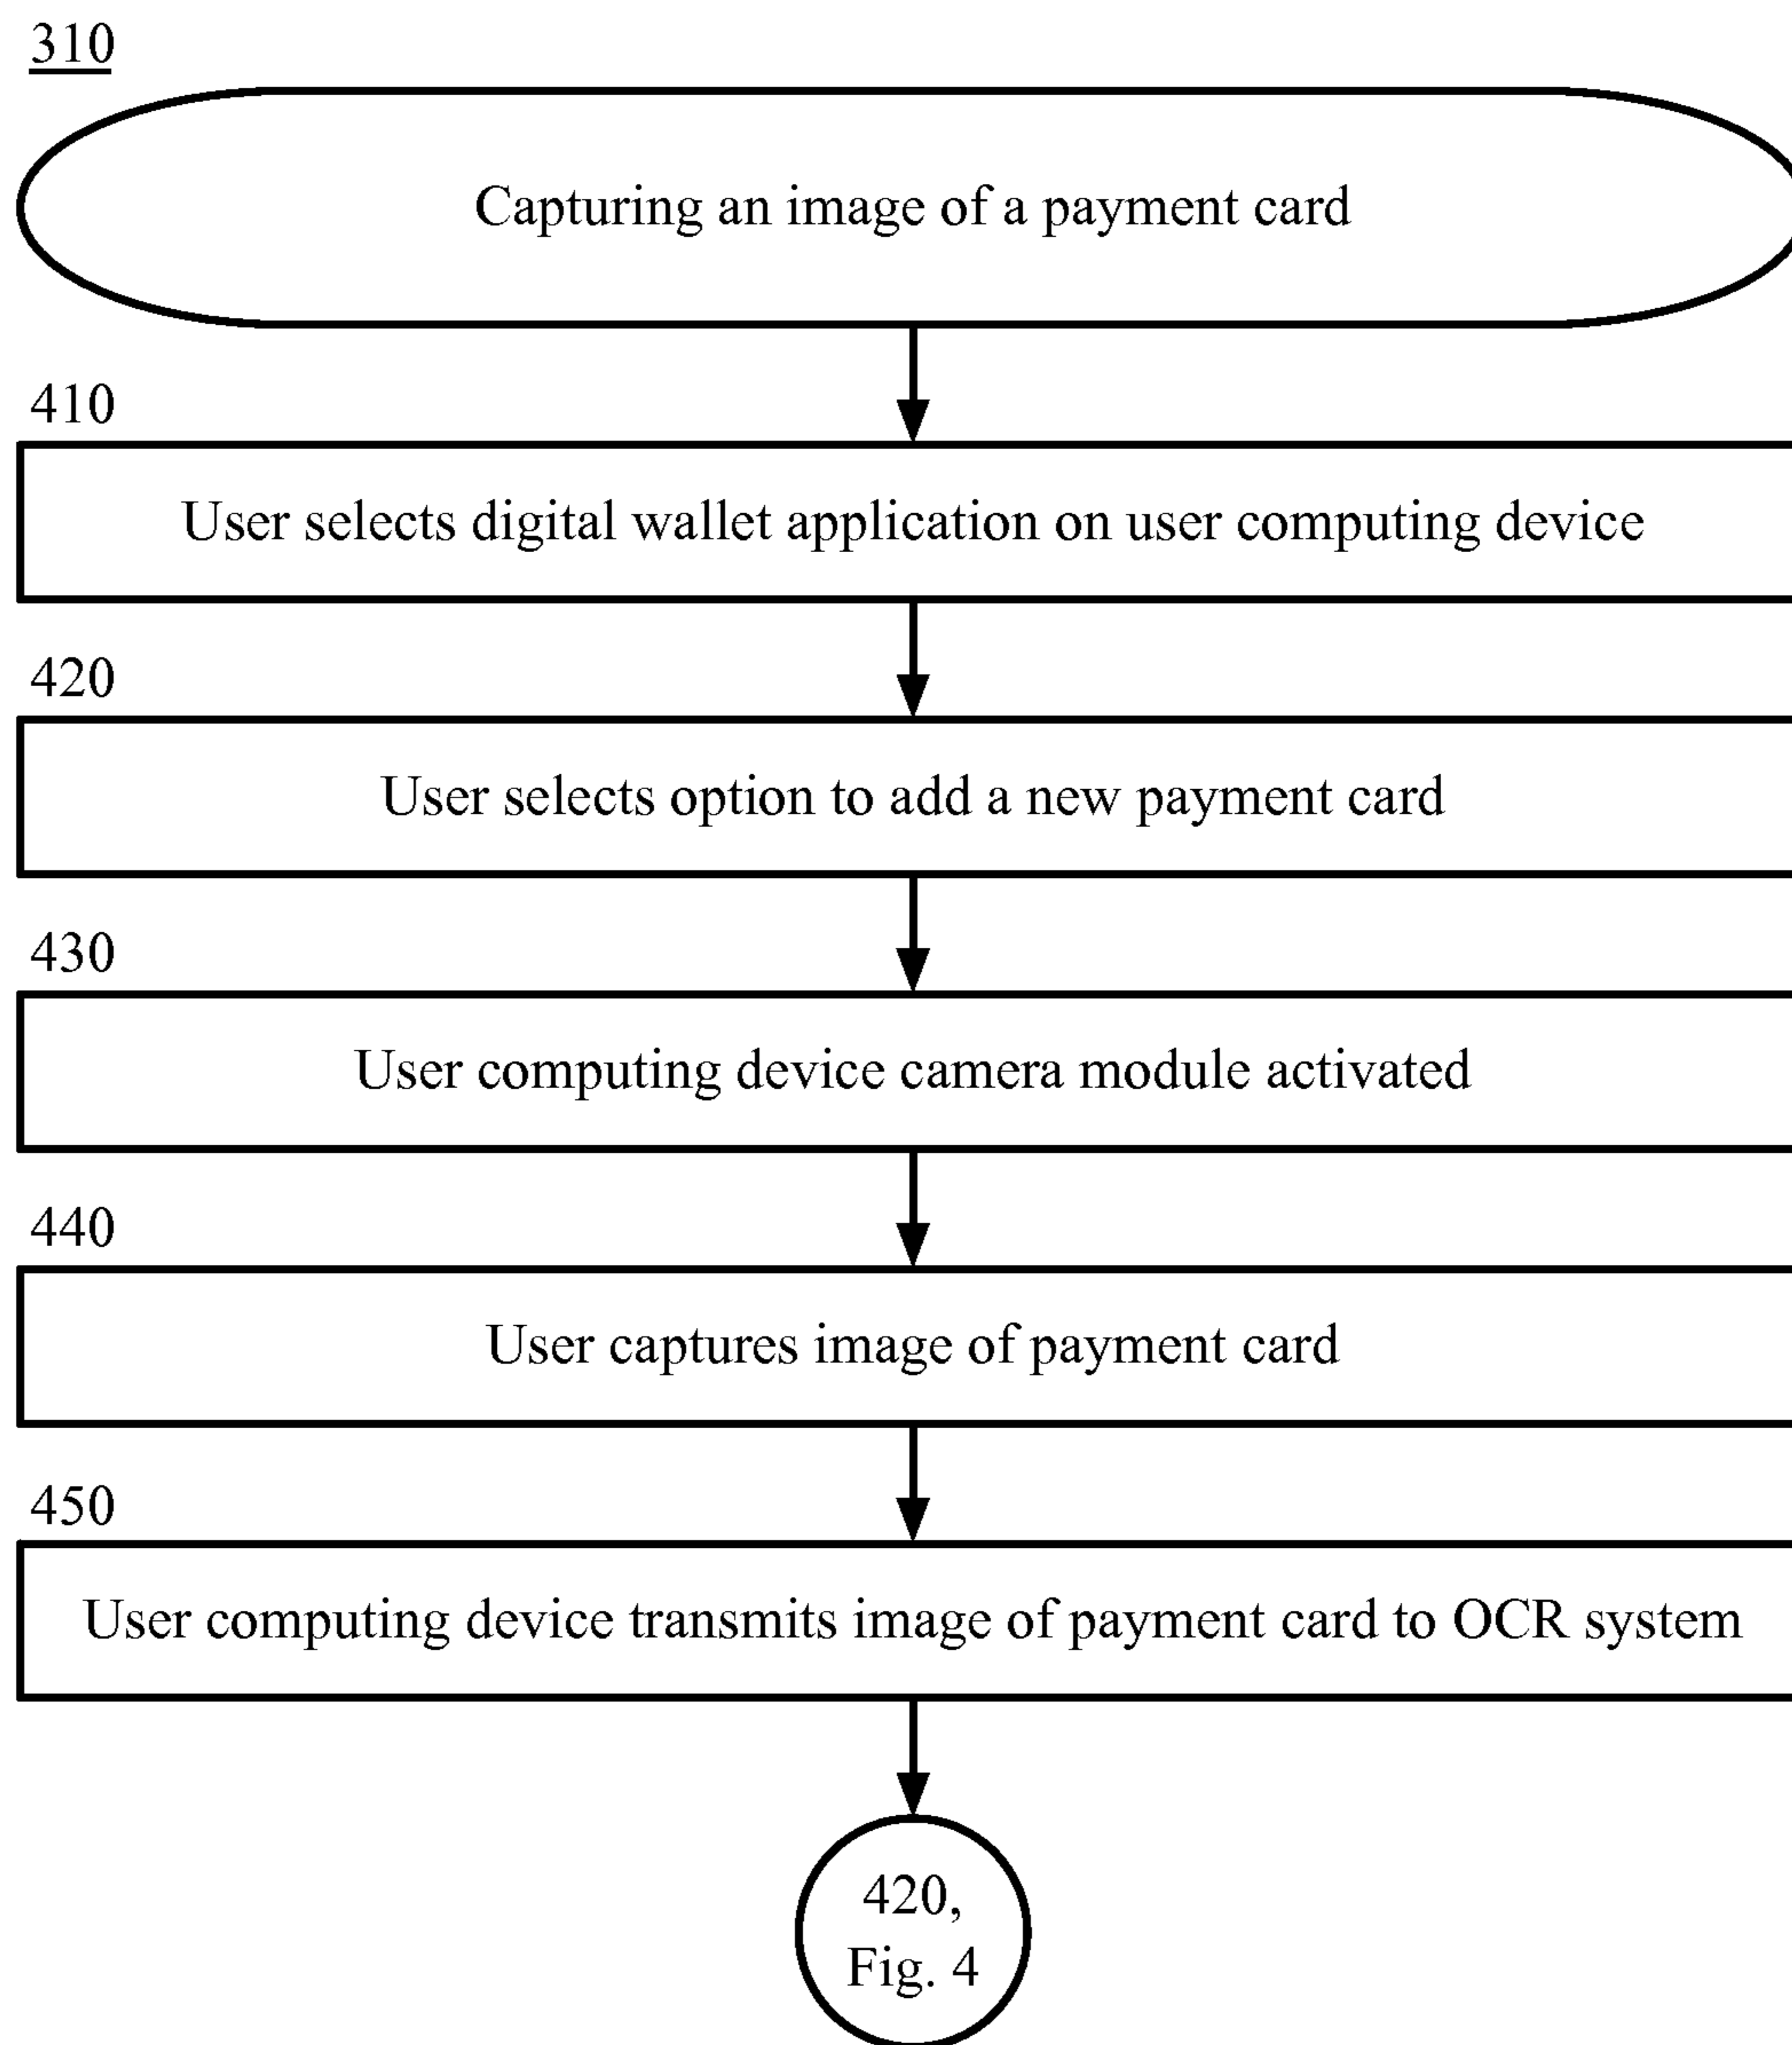 310
Capturing an image of a payment card
410
User selects digital wallet application on user computing device
420
User selects option to add a new payment card
430
User computing device camera module activated
440
User captures image of payment card
450
User computing device transmits image of payment card to OCR system
420,
Fig. 4